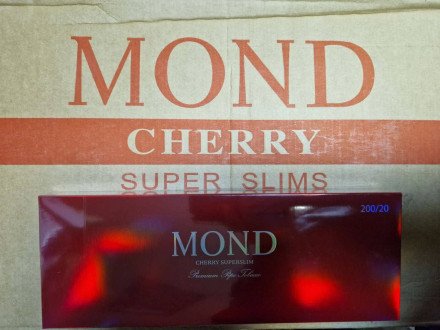 MOND
CHERRY
SUPER SLIMS
200/20
MOND
CHERRY SUPERSLIM
Premium Pipe Tobacco